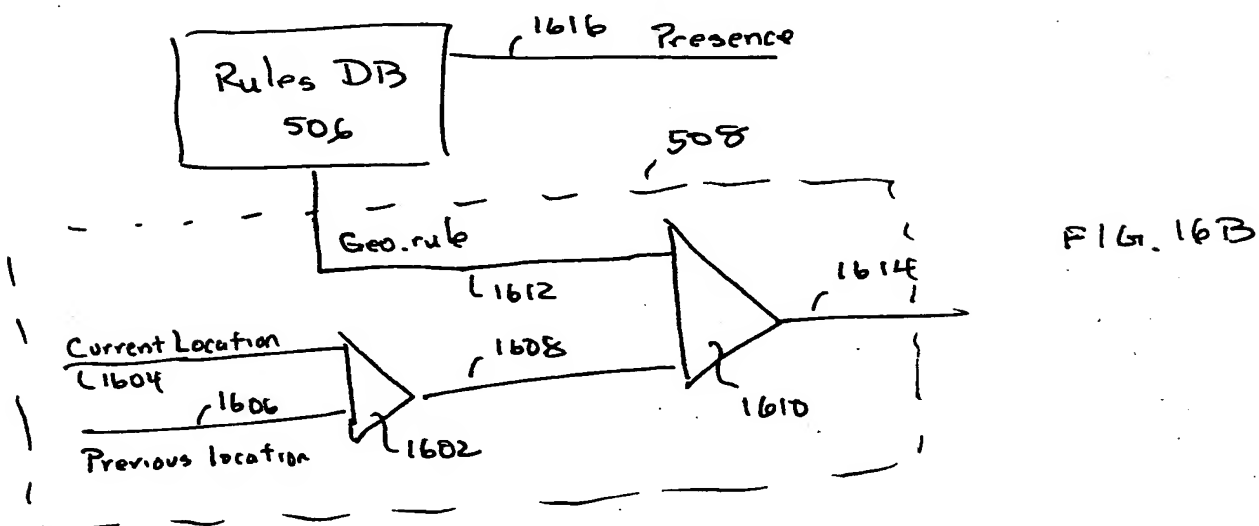 1616 Presence
Rules DB
506
508
Geo.rule
1612
1614
FIG. 16B
Current Location
1604
1608
1606
1610
Previous location
1602